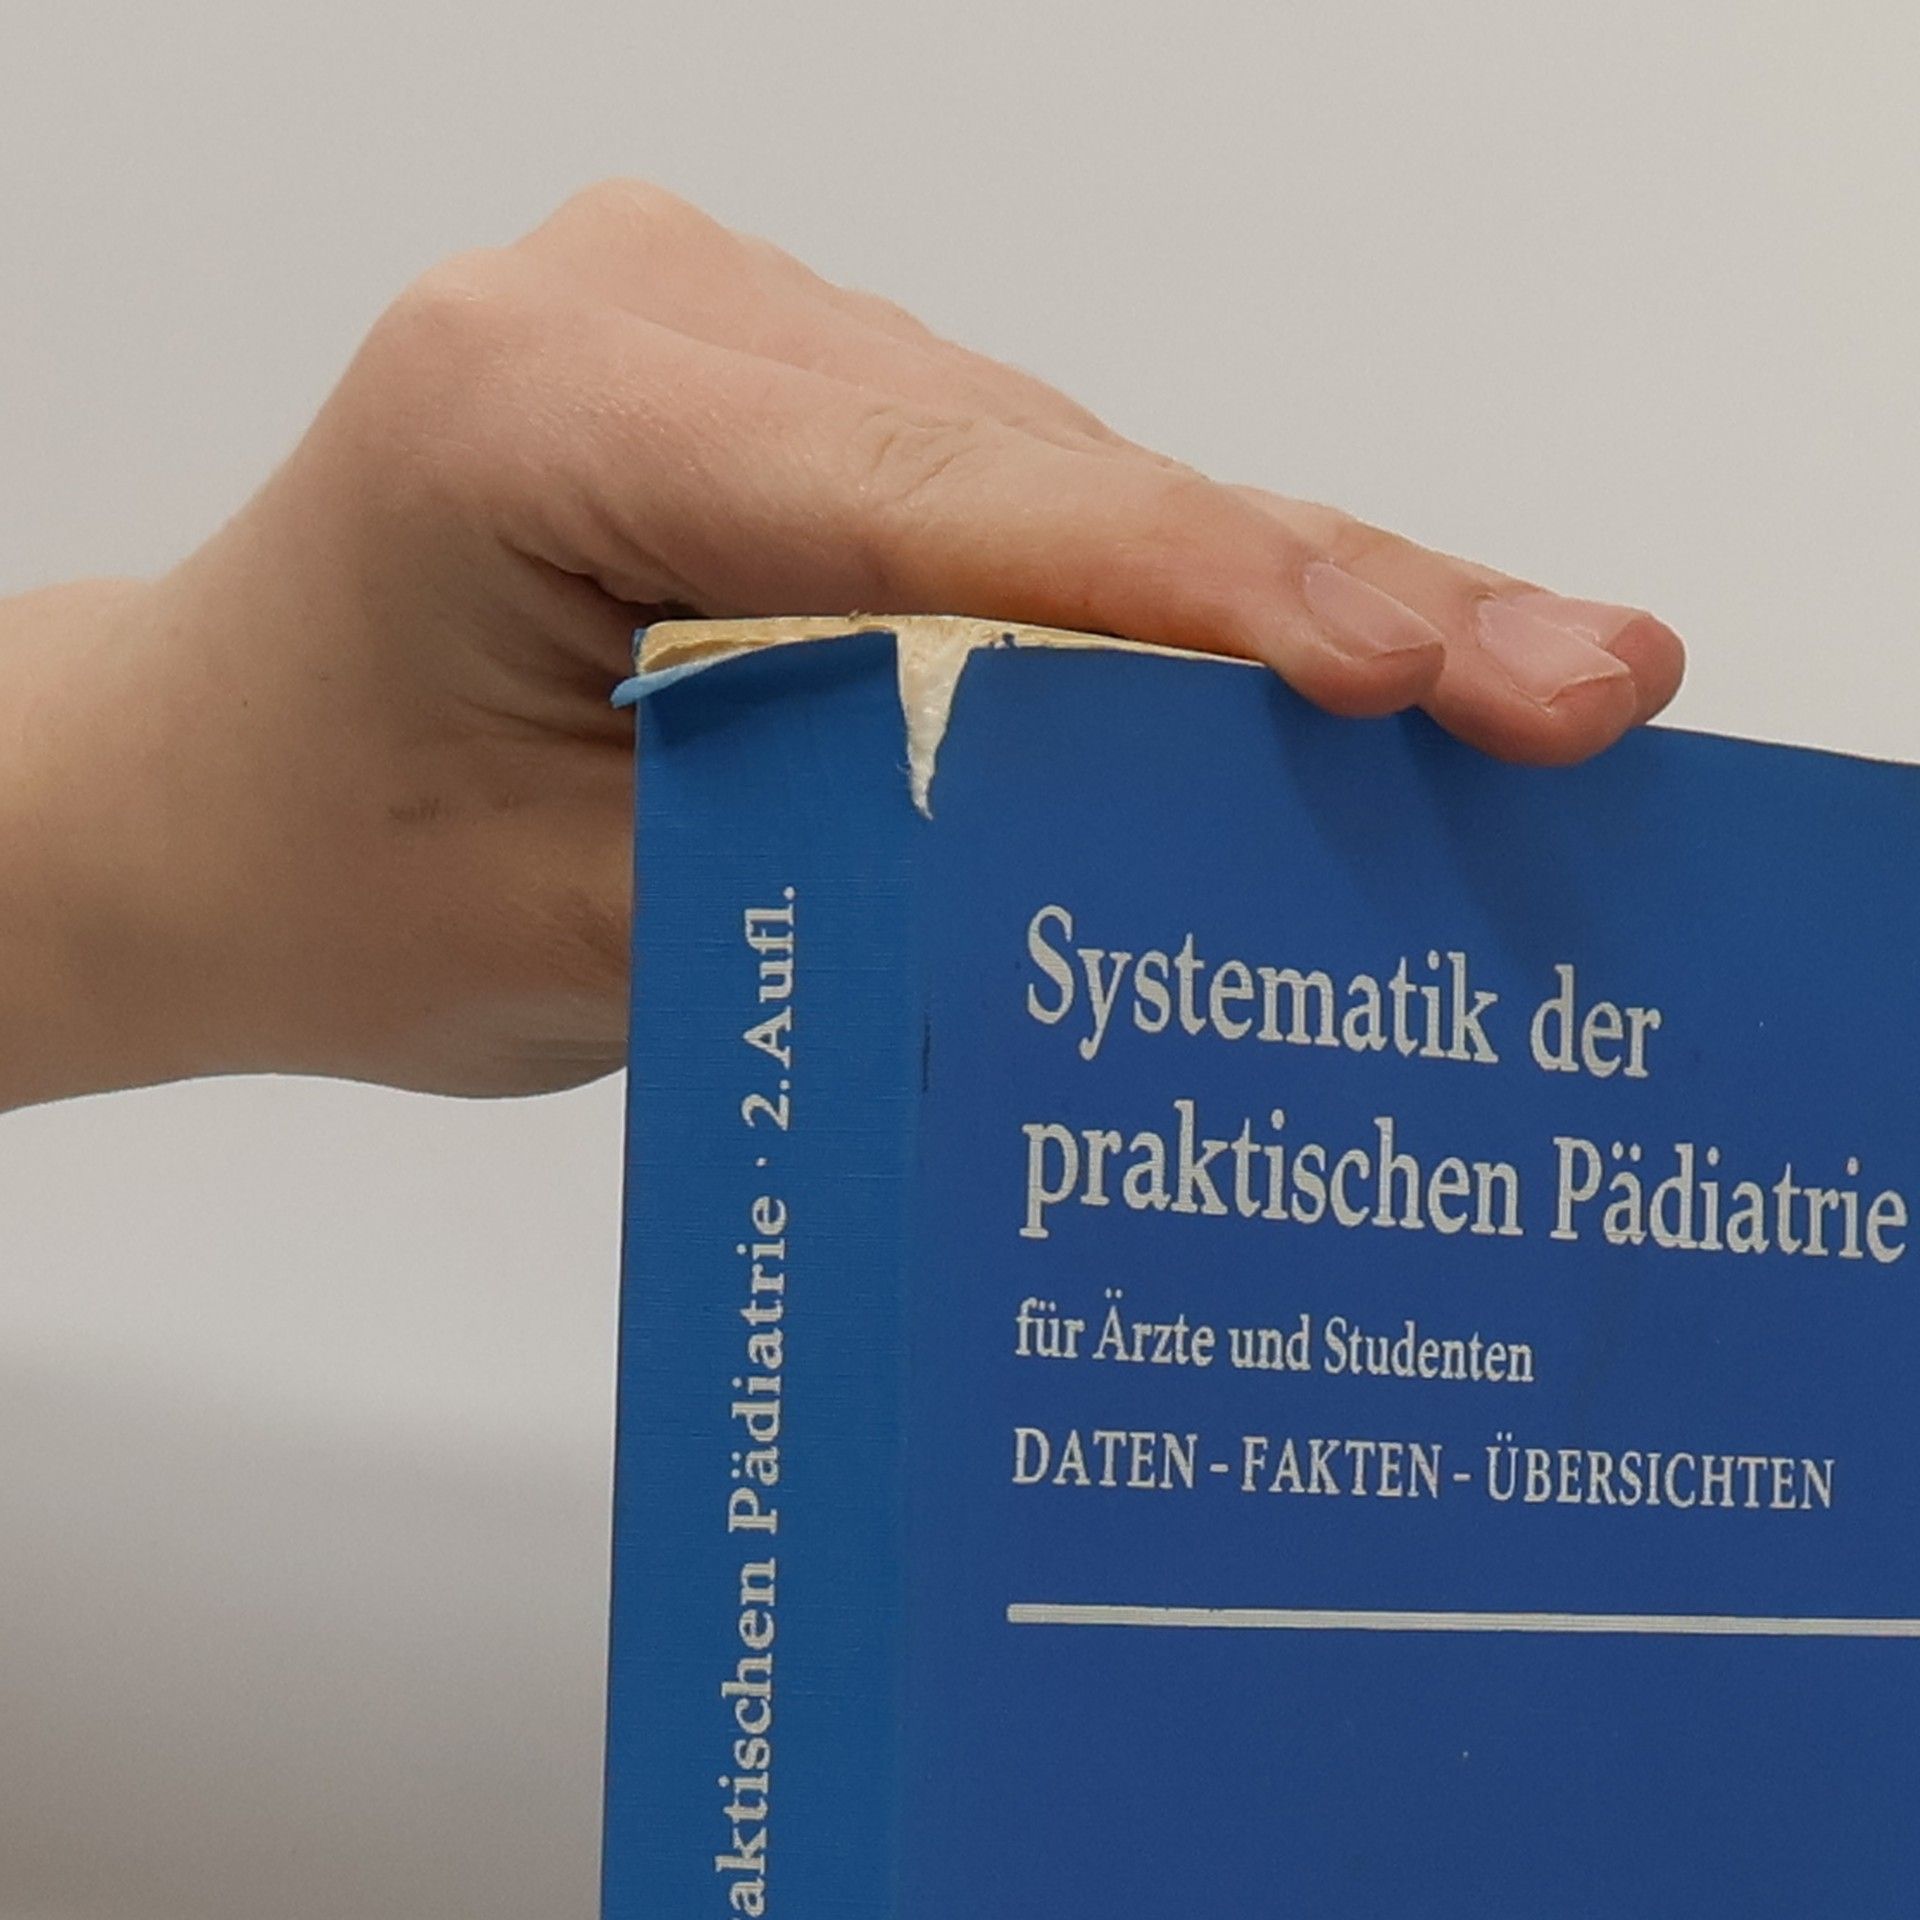 Systematik der
praktischen Pädiatrie
für Ärzte und Studenten
DATEN - FAKTEN - ÜBERSICHTEN
aktischen Pädiatrie · 2. Aufl.